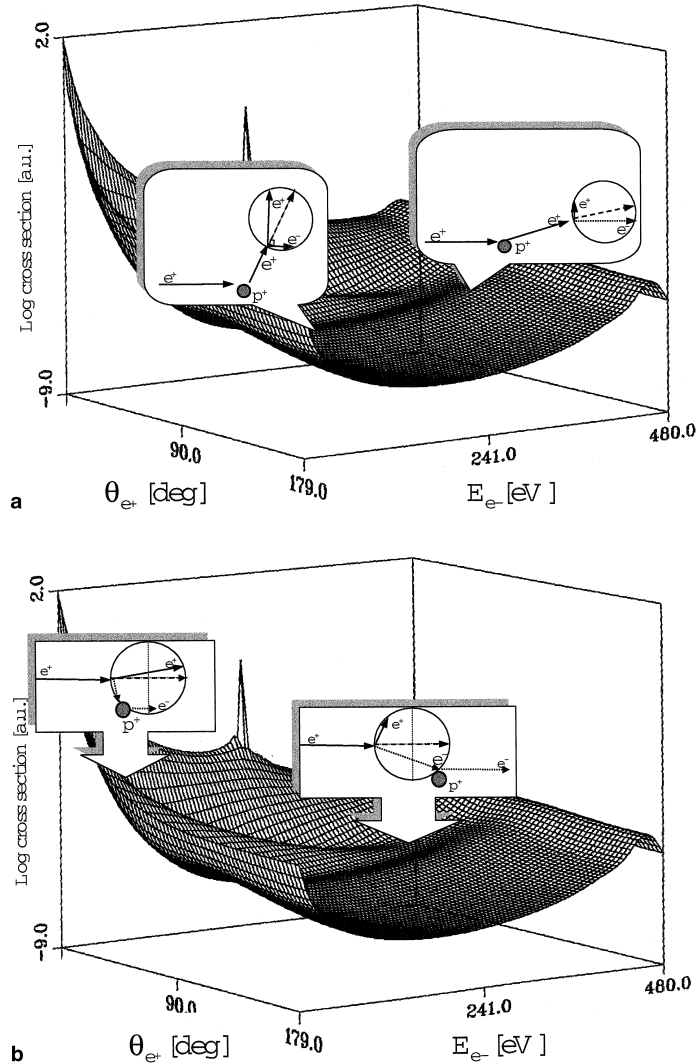 2.0
Log cross section [a.u.]
-9.0
e⁺
e⁻
e⁺
e⁺
p⁺
e⁺
e⁻
e⁺
e⁺
p⁺
90.0
179.0
241.0
480.0
θe⁺ [deg]
Ee⁻ [eV]
a
2.0
Log cross section [a.u.]
-9.0
e⁺
e⁺
e⁻
p⁺
e⁺
e⁺
e⁻
e⁻
p⁺
90.0
179.0
241.0
480.0
θe⁺ [deg]
Ee⁻ [eV]
b